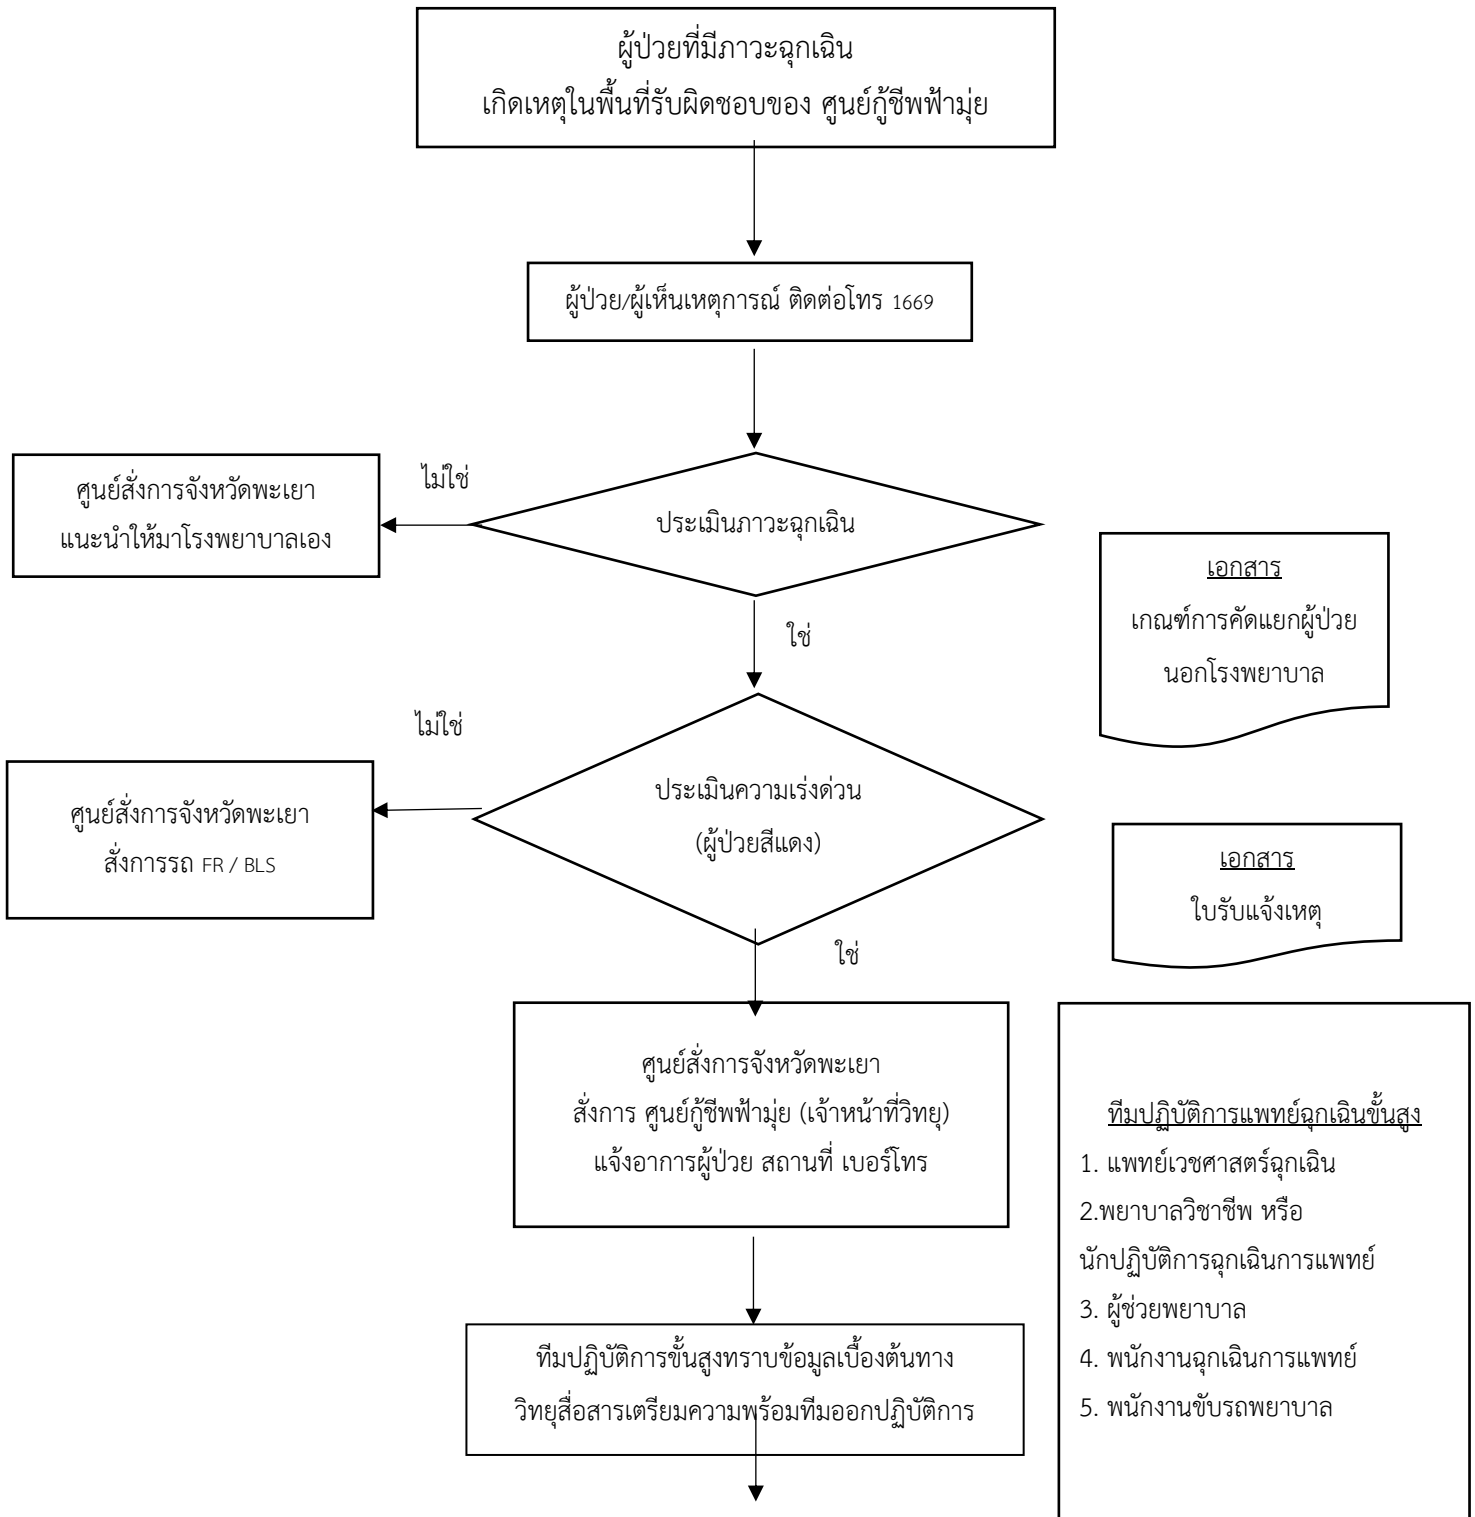 ผู้ป่วยที่มีภาวะฉุกเฉิน
เกิดเหตุในพื้นที่รับผิดชอบของ ศูนย์กู้ชีพฟ้ามุ่ย
ผู้ป่วย/ผู้เห็นเหตุการณ์ ติดต่อโทร 1669
ไม่ใช่
ศูนย์สั่งการจังหวัดพะเยา
แนะนำให้มาโรงพยาบาลเอง
ประเมินภาวะฉุกเฉิน
เอกสาร
เกณฑ์การคัดแยกผู้ป่วย
นอกโรงพยาบาล
ใช่
ไม่ใช่
ศูนย์สั่งการจังหวัดพะเยา
สั่งการรถ FR / BLS
ประเมินความเร่งด่วน
(ผู้ป่วยสีแดง)
เอกสาร
ใบรับแจ้งเหตุ
ใช่
ศูนย์สั่งการจังหวัดพะเยา
สั่งการ ศูนย์กู้ชีพฟ้ามุ่ย (เจ้าหน้าที่วิทยุ)
แจ้งอาการผู้ป่วย สถานที่ เบอร์โทร
ทีมปฏิบัติการแพทย์ฉุกเฉินขั้นสูง
1. แพทย์เวชศาสตร์ฉุกเฉิน
2.พยาบาลวิชาชีพ หรือ
นักปฏิบัติการฉุกเฉินการแพทย์
3. ผู้ช่วยพยาบาล
4. พนักงานฉุกเฉินการแพทย์
5. พนักงานขับรถพยาบาล
ทีมปฏิบัติการขั้นสูงทราบข้อมูลเบื้องต้นทาง
วิทยุสื่อสารเตรียมความพร้อมทีมออกปฏิบัติการ